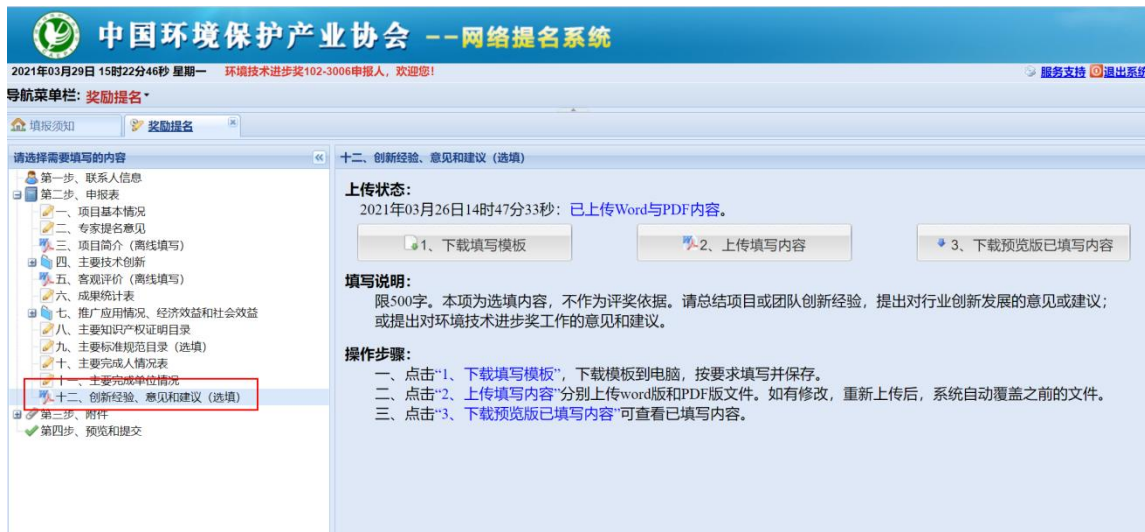 中国环境保护产业协会 --网络提名系统
2021年03月29日 15时22分46秒 星期一 环境技术进步奖102-3006申报人，欢迎您!
服务支持 退出系统
导航菜单栏: 奖励提名
填报须知 奖励提名
请选择需要填写的内容
第一步、联系人信息
第二步、申报表
一、项目基本情况
二、专家提名意见
三、项目简介（离线填写）
四、主要技术创新
五、客观评价（离线填写）
六、成果统计表
七、推广应用情况、经济效益和社会效益
八、主要知识产权证明目录
九、主要标准规范目录（选填）
十、主要完成人情况表
十一、主要完成单位情况
十二、创新经验、意见和建议（选填）
第三步、附件
第四步、预览和提交
十二、创新经验、意见和建议（选填）
上传状态：
2021年03月26日14时47分33秒：已上传Word与PDF内容。
1、下载填写模板 2、上传填写内容 3、下载预览版已填写内容
填写说明：
限500字。本项为选填内容，不作为评奖依据。请总结项目或团队创新经验，提出对行业创新发展的意见或建议；
或提出对环境技术进步奖工作的意见和建议。
操作步骤：
一、点击“1、下载填写模板”，下载模板到电脑，按要求填写并保存。
二、点击“2、上传填写内容”分别上传word版和PDF版文件。如有修改，重新上传后，系统自动覆盖之前的文件。
三、点击“3、下载预览版已填写内容”可查看已填写内容。